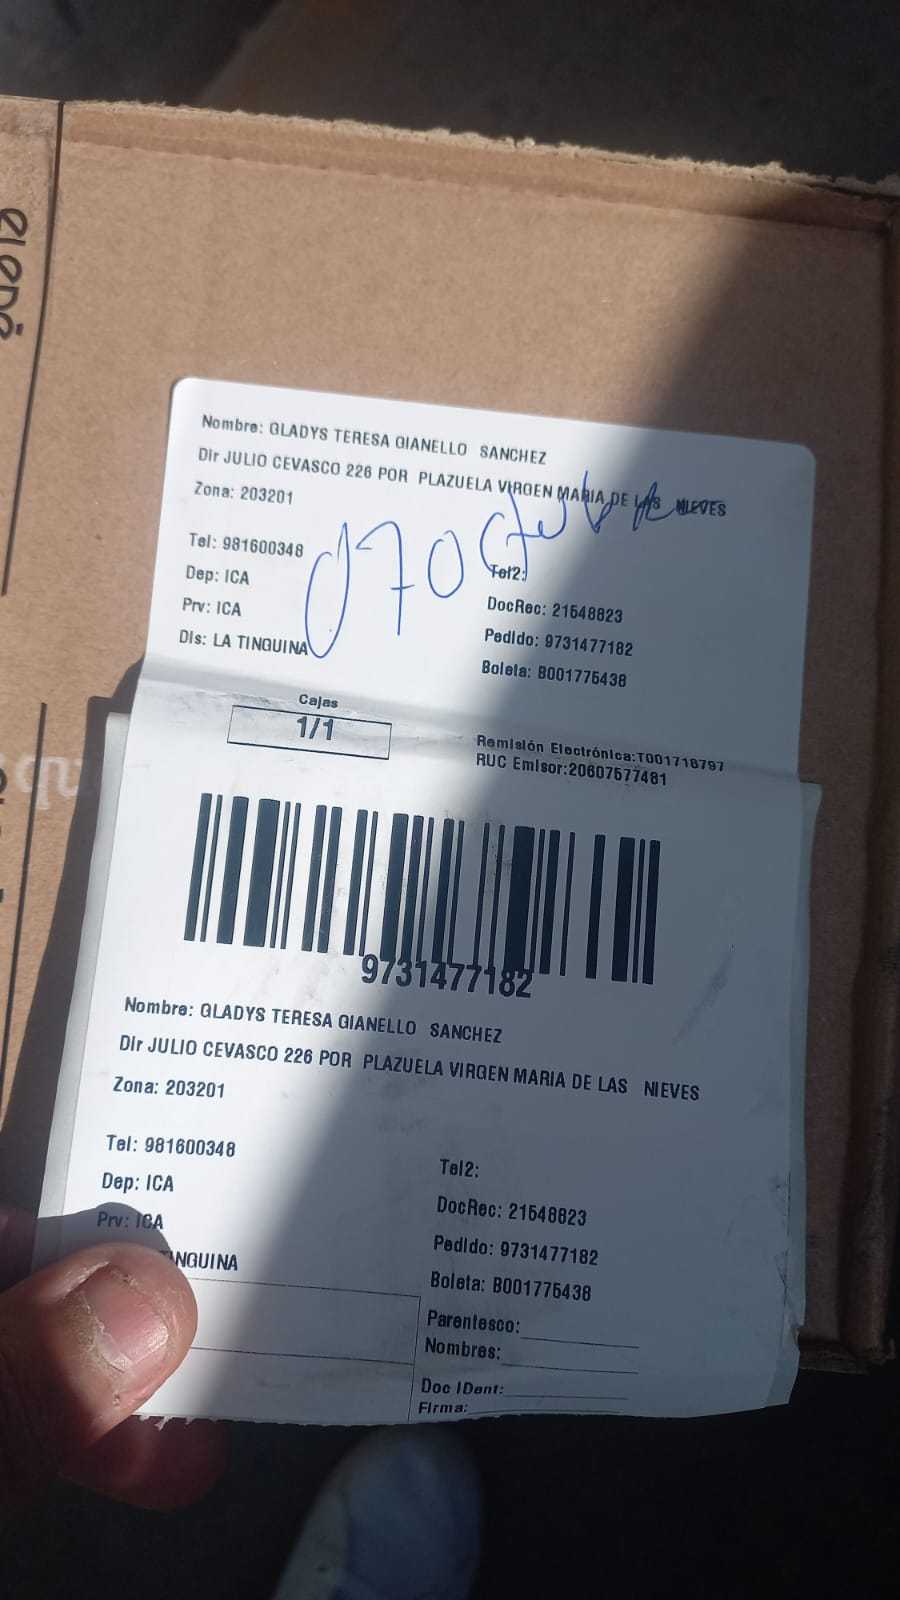 Nombre: GLADYS TERESA GIANELLO SANCHEZ
Dir JULIO CEVASCO 226 POR PLAZUELA VIRGEN MARIA DE LAS NIEVES
Zona: 203201
07 Octubre
Tel: 981600348
Tel2:
Dep: ICA
DocRec: 21548823
Prv: ICA
Pedido: 9731477182
Dis: LA TINGUINA
Boleta: B001775438
Cajas
1/1
Remisión Electrónica:T001716797
RUC Emisor:20607577481
9731477182
Nombre: GLADYS TERESA GIANELLO SANCHEZ
Dir JULIO CEVASCO 226 POR PLAZUELA VIRGEN MARIA DE LAS NIEVES
Zona: 203201
Tel: 981600348
Tel2:
Dep: ICA
DocRec: 21548823
Prv: ICA
Pedido: 9731477182
TINGUINA
Boleta: B001775438
Parentesco:
Nombres:
Doc IDent:
Firma: